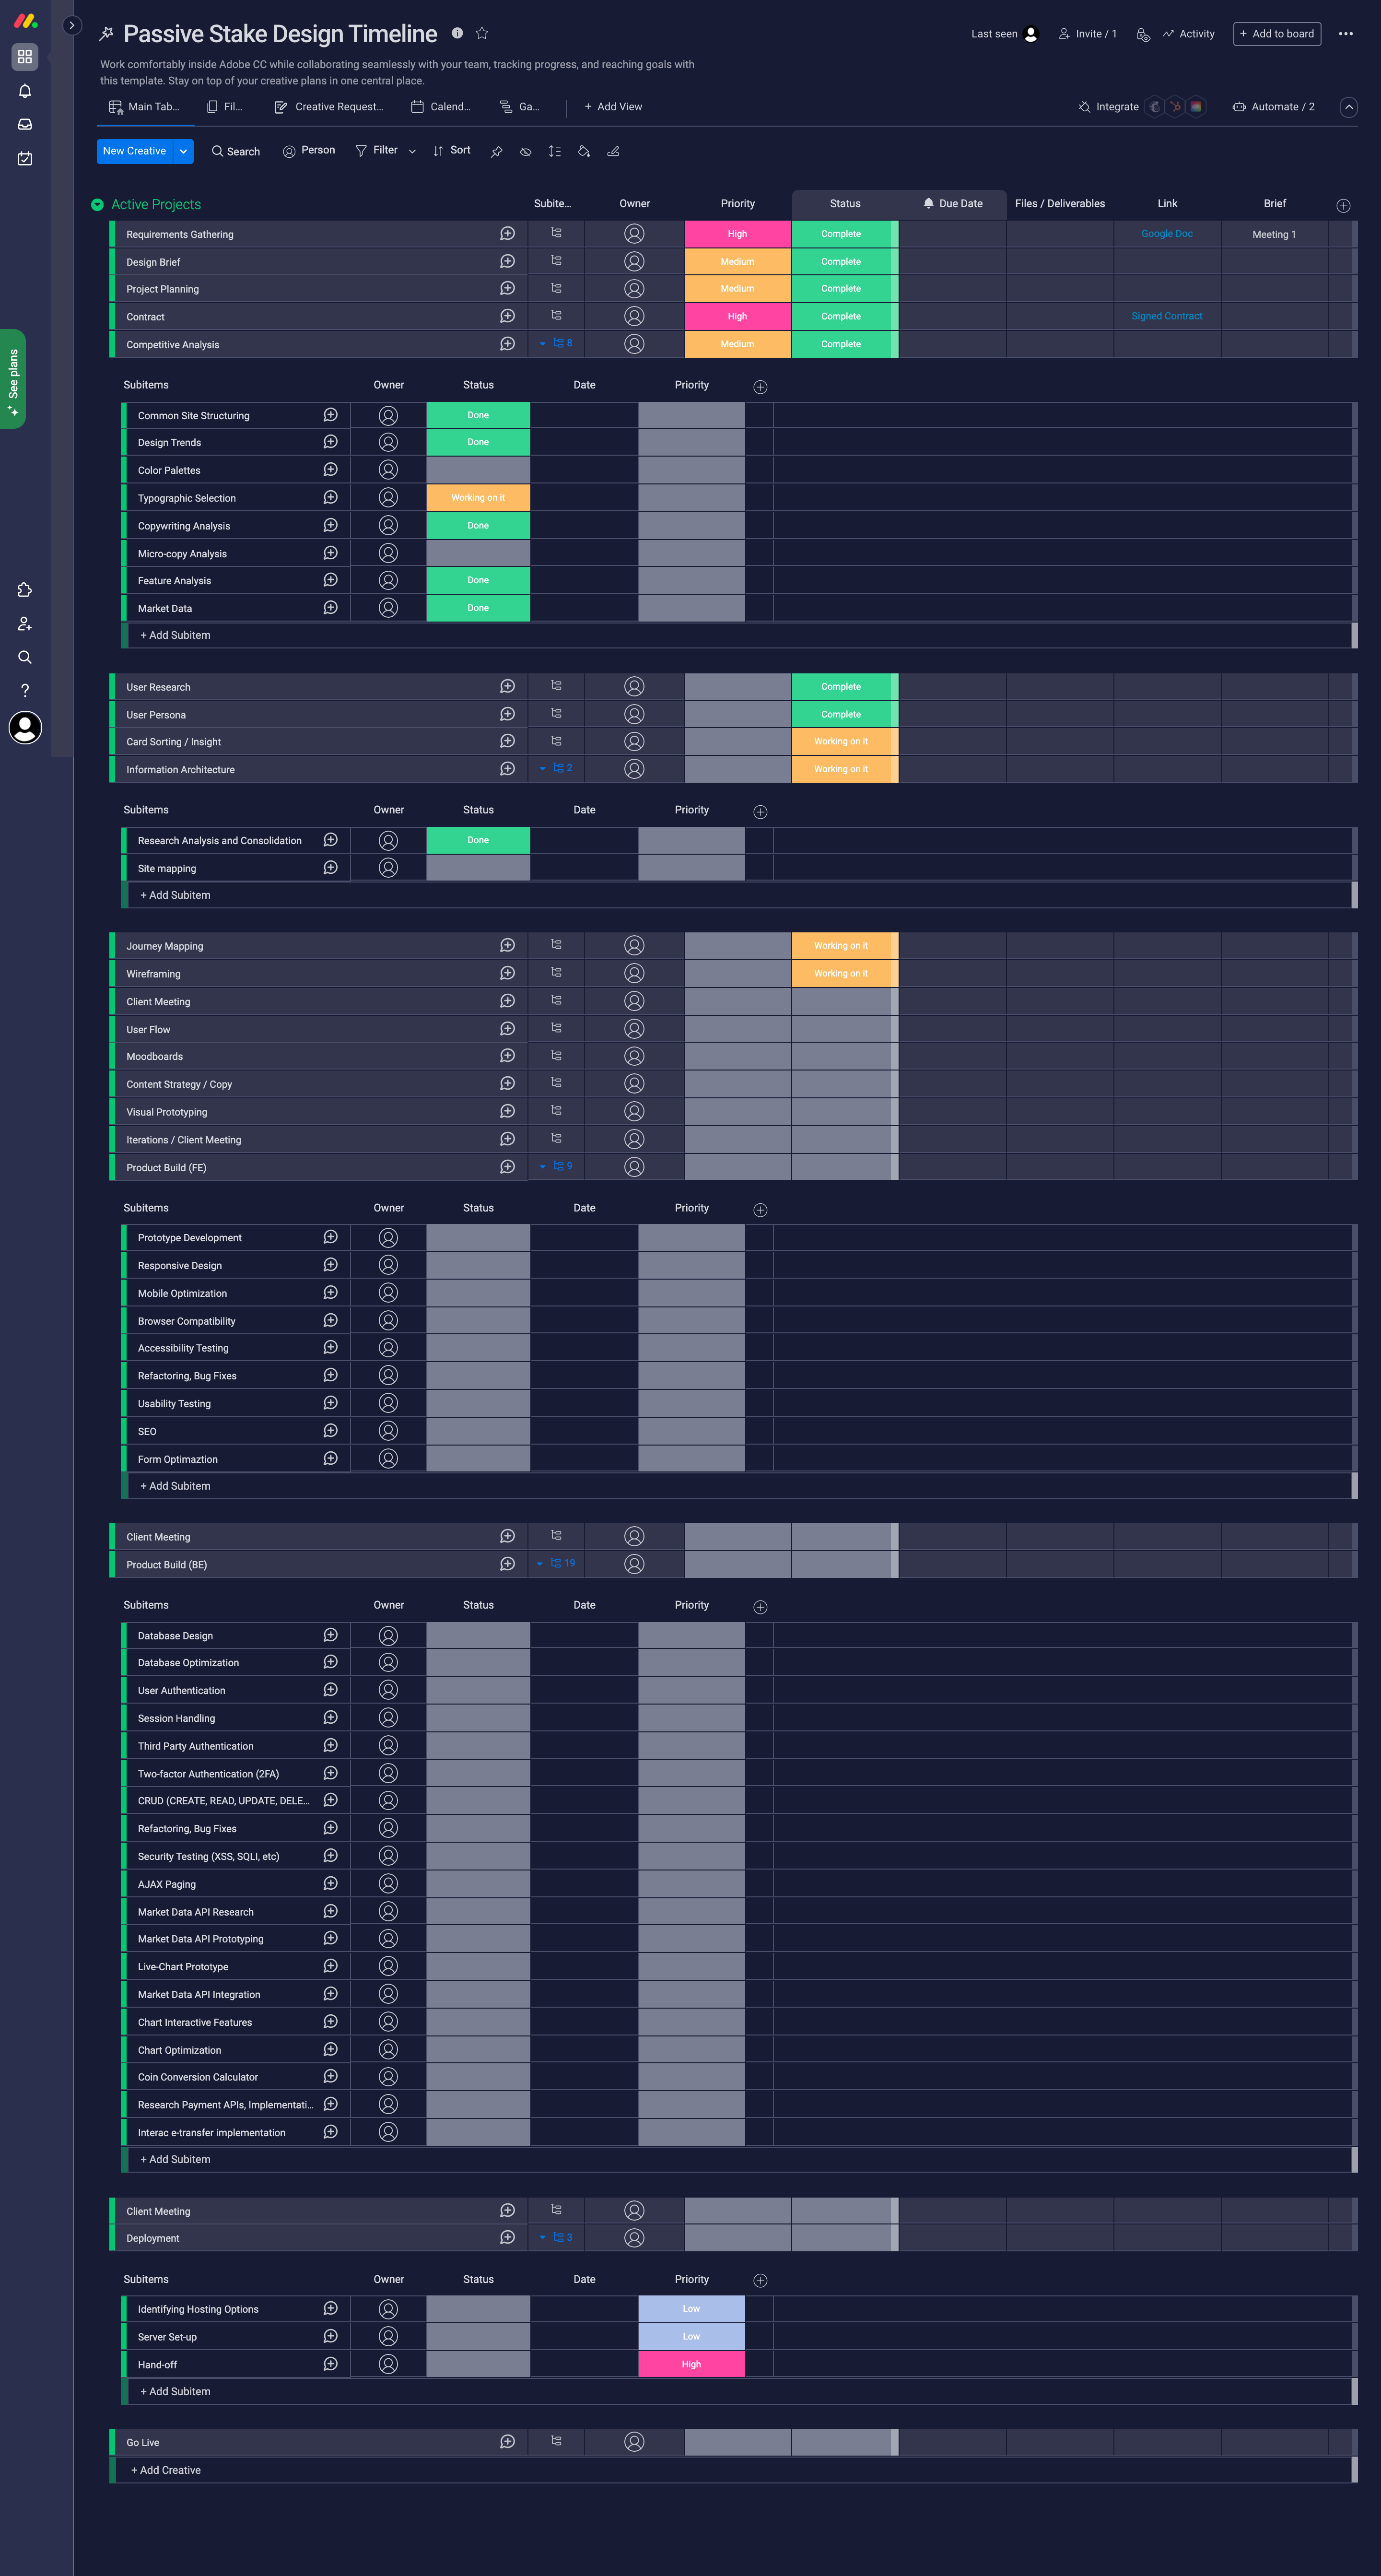 Passive Stake Design Timeline
Last seen
Invite / 1
Activity
+ Add to board
Work comfortably inside Adobe CC while collaborating seamlessly with your team, tracking progress, and reaching goals with
this template. Stay on top of your creative plans in one central place.
Main Tab...
Fil...
Creative Request...
Calend...
Ga...
+ Add View
Integrate
Automate / 2
New Creative
Search
Person
Filter
Sort
See plans
Active Projects Subite... Owner Priority Status Due Date Files / Deliverables Link Brief
Requirements Gathering High Complete Google Doc Meeting 1
Design Brief Medium Complete
Project Planning Medium Complete
Contract High Complete Signed Contract
Competitive Analysis 8 Medium Complete
Subitems Owner Status Date Priority
Common Site Structuring Done
Design Trends Done
Color Palettes
Typographic Selection Working on it
Copywriting Analysis Done
Micro-copy Analysis
Feature Analysis Done
Market Data Done
+ Add Subitem
User Research Complete
User Persona Complete
Card Sorting / Insight Working on it
Information Architecture 2 Working on it
Subitems Owner Status Date Priority
Research Analysis and Consolidation Done
Site mapping
+ Add Subitem
Journey Mapping Working on it
Wireframing Working on it
Client Meeting
User Flow
Moodboards
Content Strategy / Copy
Visual Prototyping
Iterations / Client Meeting
Product Build (FE) 9
Subitems Owner Status Date Priority
Prototype Development
Responsive Design
Mobile Optimization
Browser Compatibility
Accessibility Testing
Refactoring, Bug Fixes
Usability Testing
SEO
Form Optimaztion
+ Add Subitem
Client Meeting
Product Build (BE) 19
Subitems Owner Status Date Priority
Database Design
Database Optimization
User Authentication
Session Handling
Third Party Authentication
Two-factor Authentication (2FA)
CRUD (CREATE, READ, UPDATE, DELE...
Refactoring, Bug Fixes
Security Testing (XSS, SQLI, etc)
AJAX Paging
Market Data API Research
Market Data API Prototyping
Live-Chart Prototype
Market Data API Integration
Chart Interactive Features
Chart Optimization
Coin Conversion Calculator
Research Payment APIs, Implementati...
Interac e-transfer implementation
+ Add Subitem
Client Meeting
Deployment 3
Subitems Owner Status Date Priority
Identifying Hosting Options Low
Server Set-up Low
Hand-off High
+ Add Subitem
Go Live
+ Add Creative